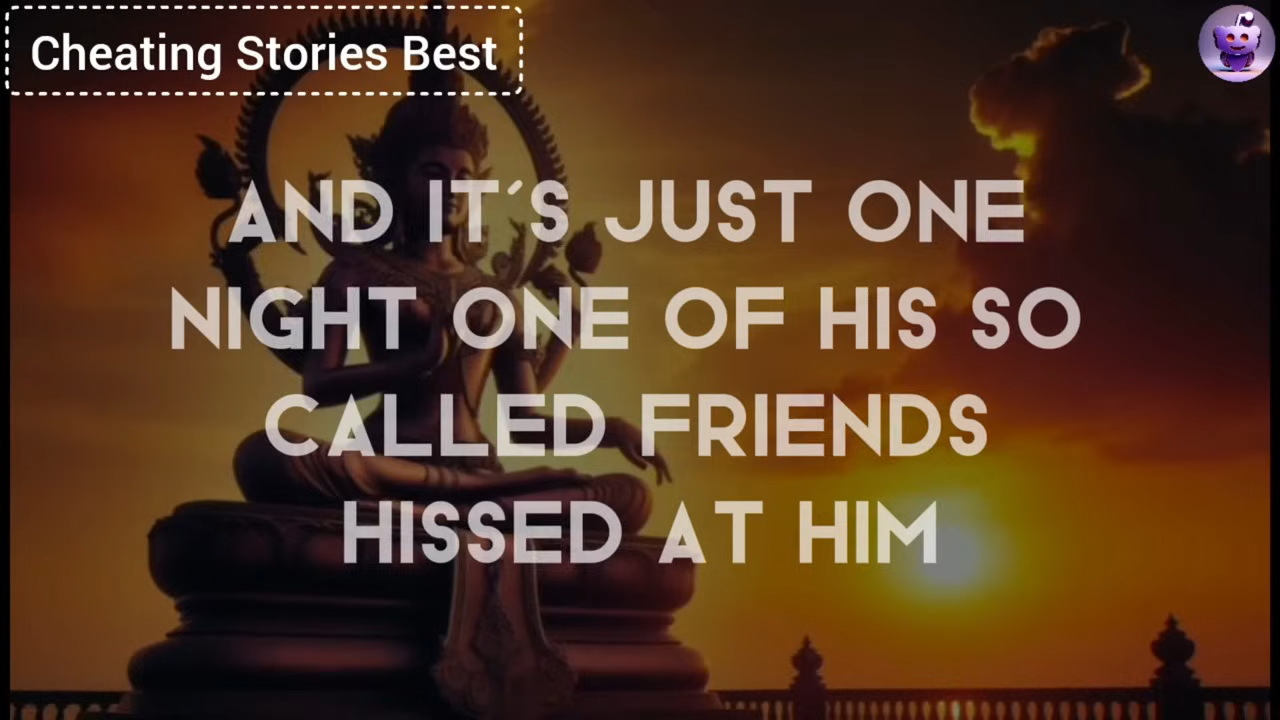 Cheating Stories Best
AND IT´S JUST ONE
NIGHT ONE OF HIS SO
CALLED FRIENDS
HISSED AT HIM